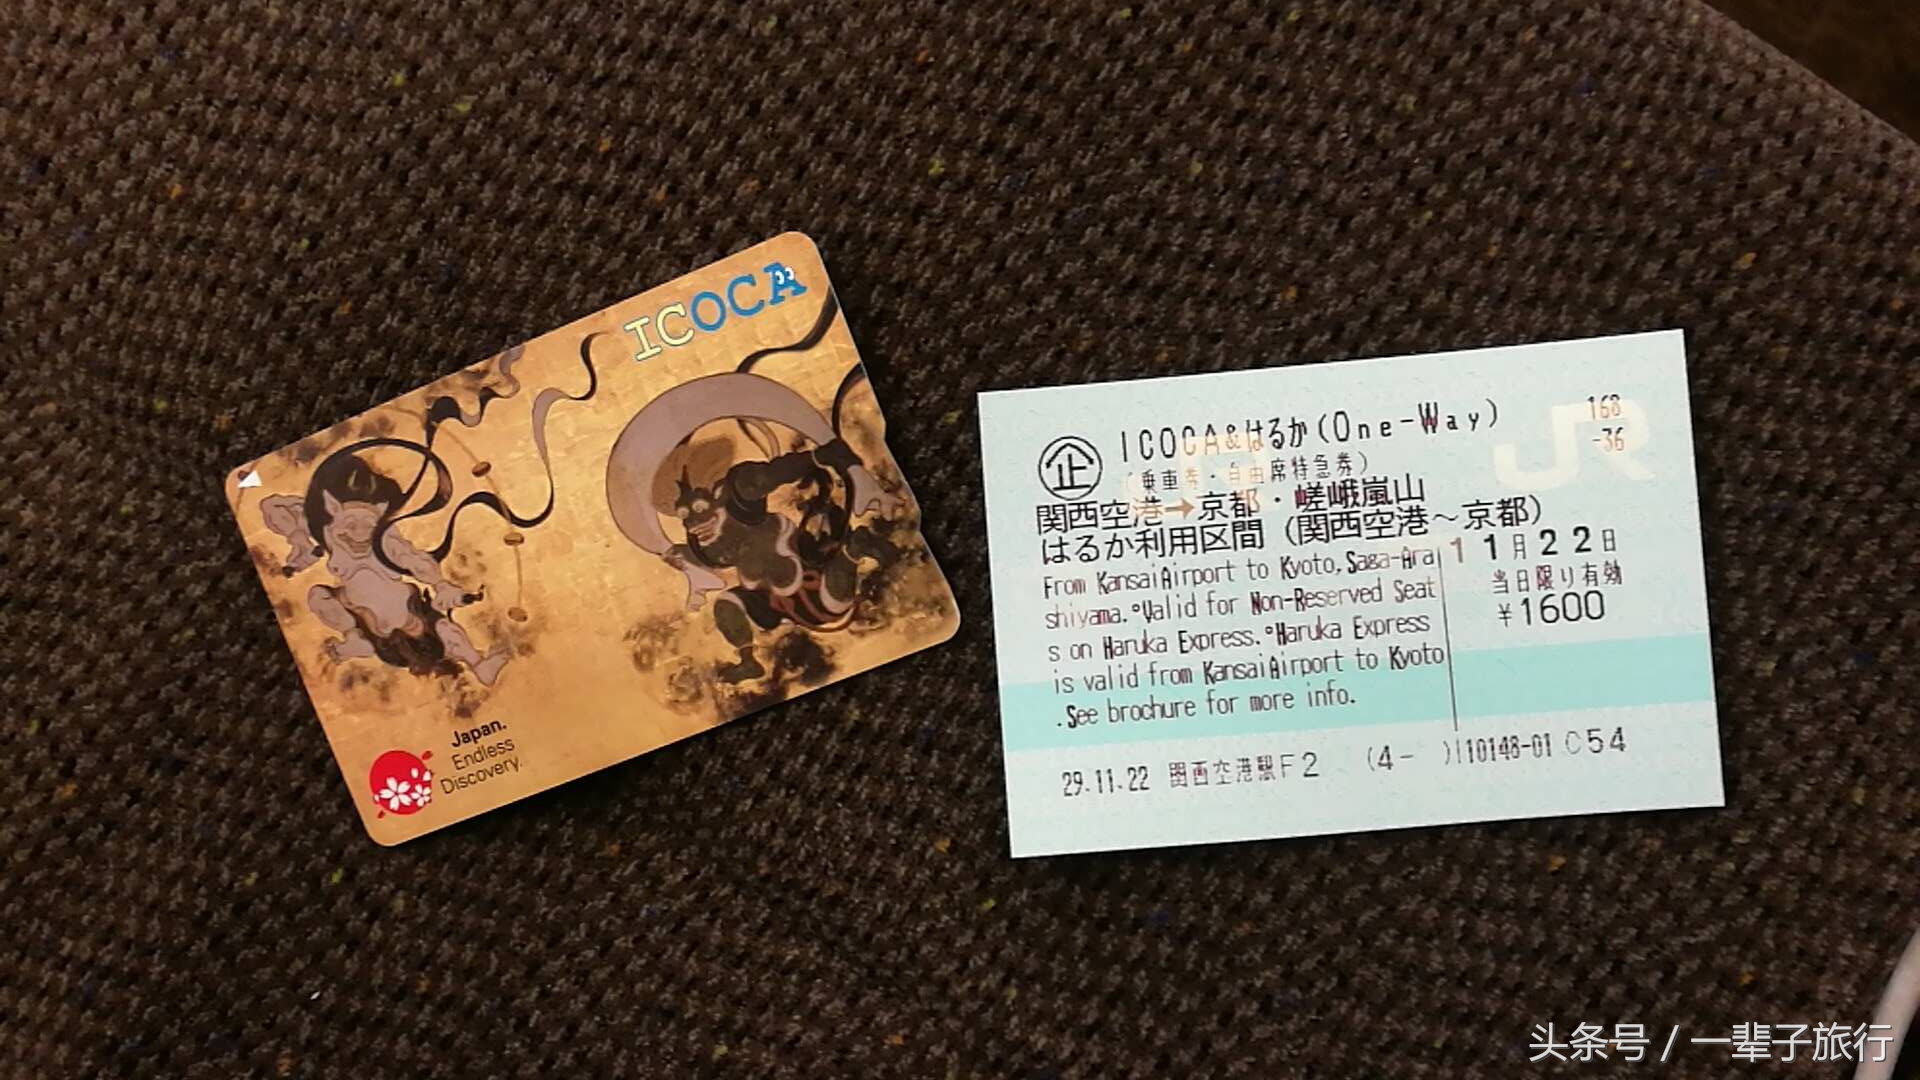 ICOCA
Japan.
Endless
Discovery.
JR
168
-36
企 ICOCA&はるか(One-Way)
(乗車券・自由席特急券)
関西空港→京都・嵯峨嵐山
はるか利用区間(関西空港~京都)
From KansaiAirport to Kyoto,Saga-Ara
shiyama.°Valid for Non-Reserved Seat
s on Haruka Express.°Haruka Express
is valid from KansaiAirport to Kyoto
.See brochure for more info.
11月22日
当日限り有効
¥1600
29.11.22 関西空港駅F2 (4- )|10148-01 C54
头条号 / 一辈子旅行